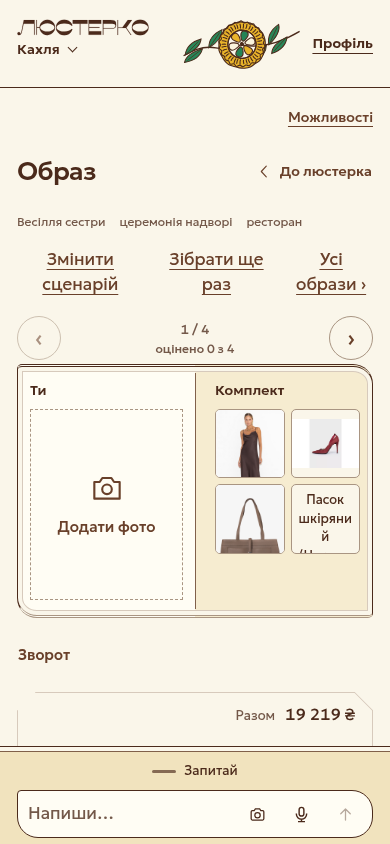 ЛЮСТЕРКО
Кахля
Профіль
Можливості
Образ
До люстерка
Весілля сестри церемонія надворі ресторан
Змінити
сценарій
Зібрати ще
раз
Усі
образи ›
1 / 4
оцінено 0 з 4
Ти
Комплект
Додати фото
Пасок
шкіряни
й
Зворот
Разом 19 219 ₴
Запитай
Напиши...